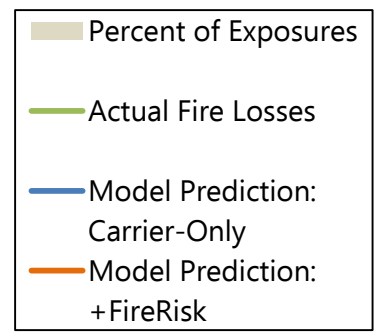 Percent of Exposures
Actual Fire Losses
Model Prediction:
Carrier-Only
Model Prediction:
+FireRisk